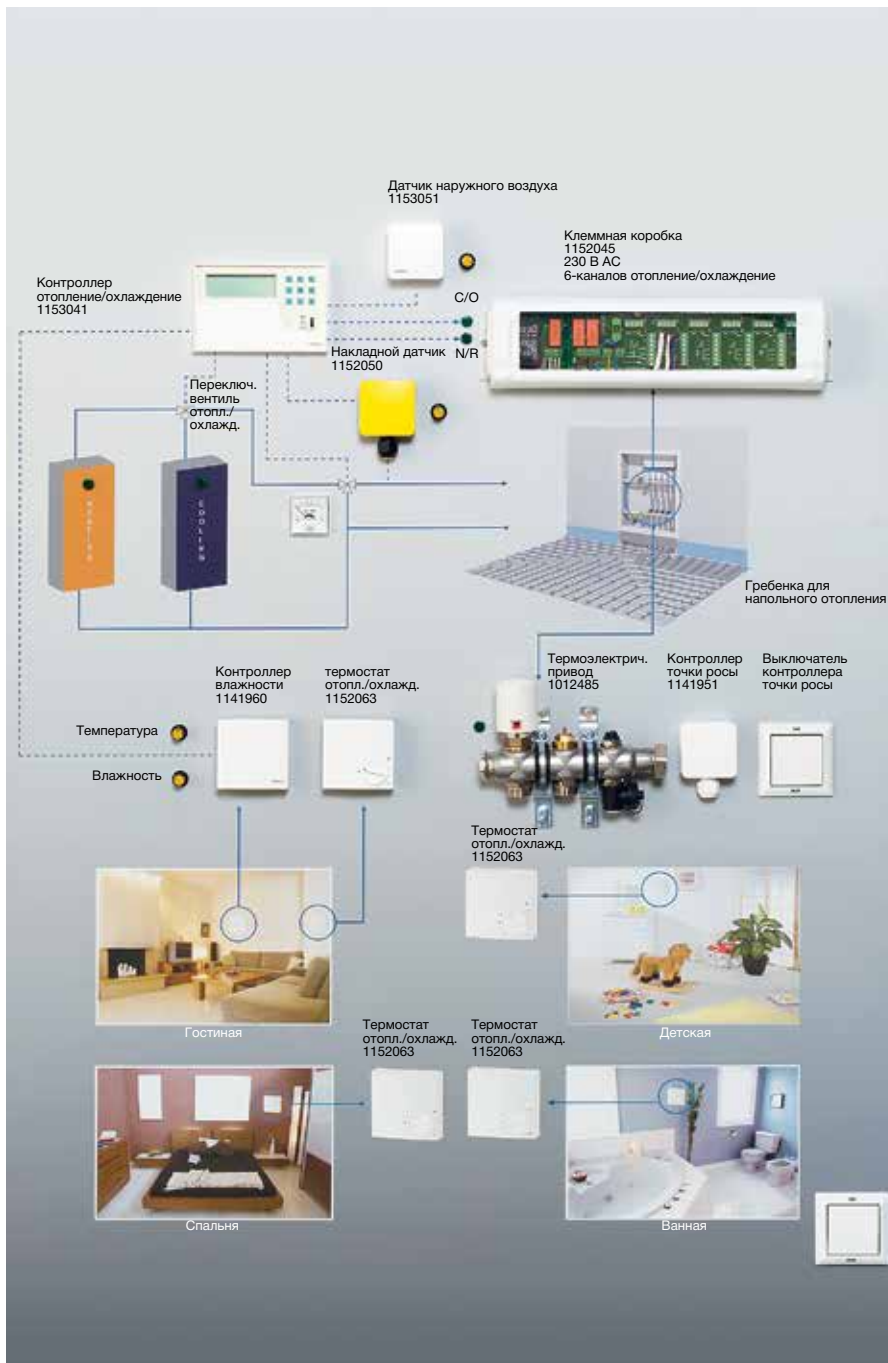 Датчик наружного воздуха
1153051
Клеммная коробка
1152045
230 В AC
6-каналов отопление/охлаждение
Контроллер
отопление/охлаждение
1153041
C/O
N/R
Накладной датчик
1152050
Переключ.
вентиль
отопл./
охлажд.
HEATING
COOLING
Гребенка для
напольного отопления
Контроллер
влажности
1141960
термостат
отопл./охлажд.
1152063
Термоэлектрич.
привод
1012485
Контроллер
точки росы
1141951
Выключатель
контроллера
точки росы
Температура
Влажность
Термостат
отопл./охлажд.
1152063
Гостиная
Детская
Термостат
отопл./охлажд.
1152063
Термостат
отопл./охлажд.
1152063
Спальня
Ванная